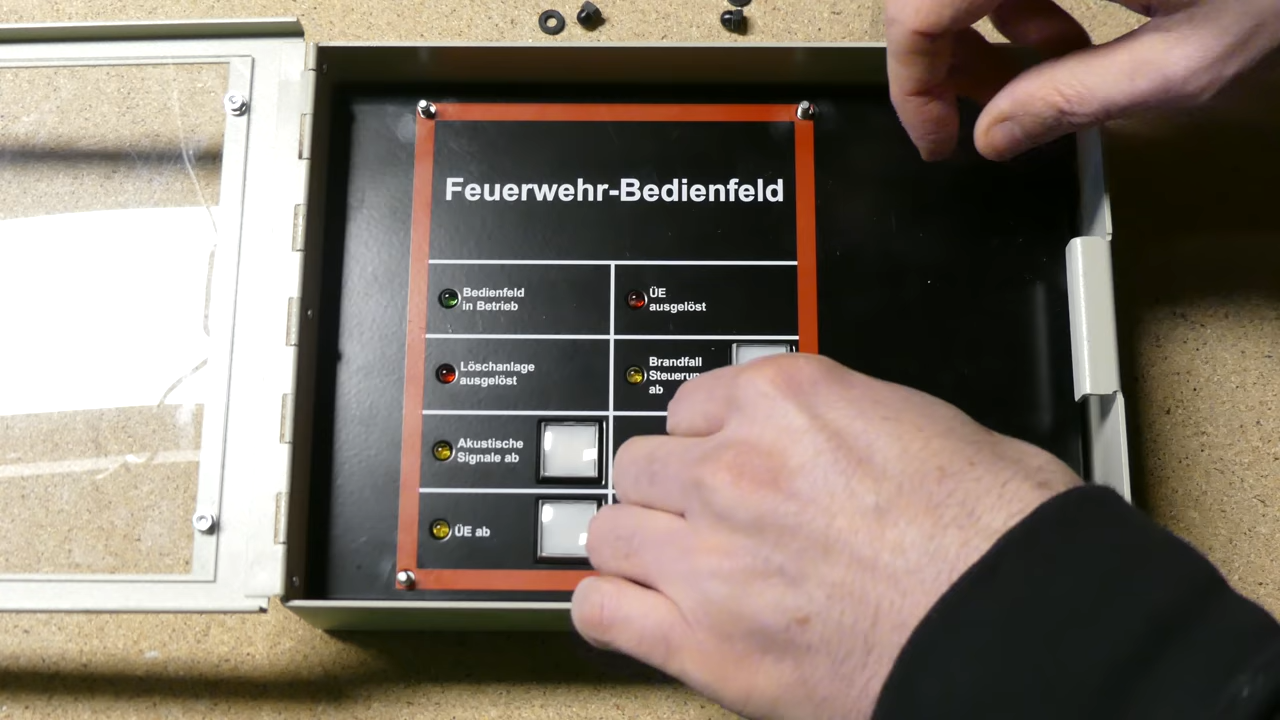 Feuerwehr-Bedienfeld
Bedienfeld
in Betrieb
ÜE
ausgelöst
Löschanlage
ausgelöst
Brandfall
ab
Akustische
Signale ab
ÜE ab